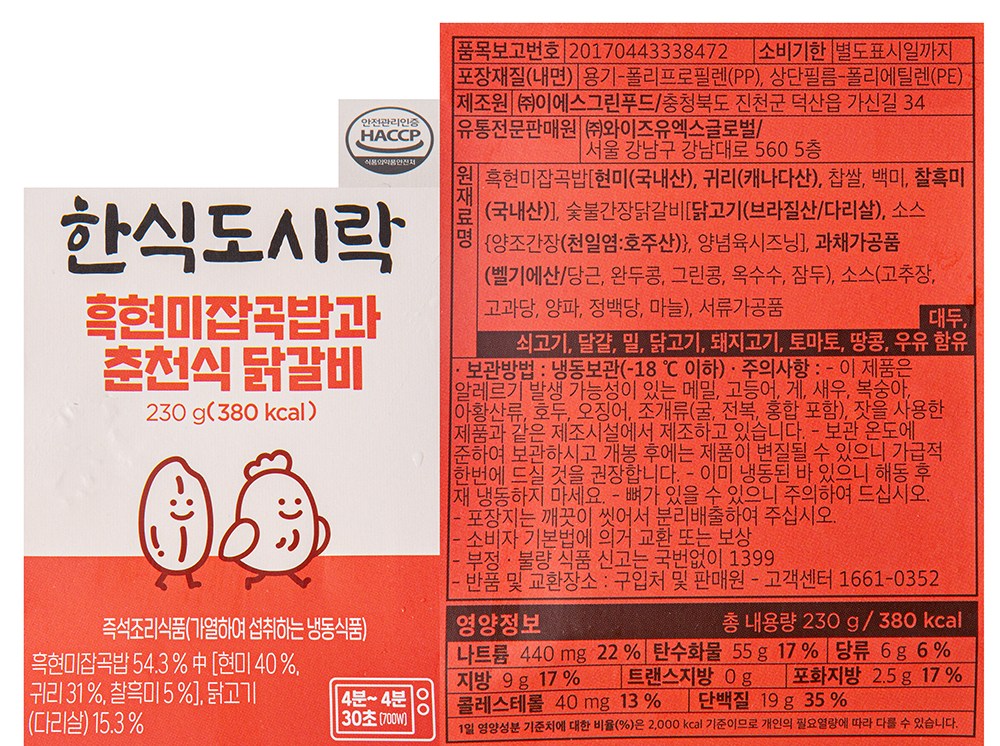 안전관리인증
HACCP
식품의약품안전처
한식도시락
흑현미잡곡밥과
춘천식 닭갈비
230 g(380 kcal)
즉석조리식품(가열하여 섭취하는 냉동식품)
흑현미잡곡밥 54.3 % 中 [현미 40 %,
귀리 31 %, 찰흑미 5 %], 닭고기
(다리살) 15.3 %
4분~ 4분
30초(700W)
품목보고번호 20170443338472 소비기한 별도표시일까지
포장재질(내면) 용기-폴리프로필렌(PP), 상단필름-폴리에틸렌(PE)
제조원 ㈜이에스그린푸드/충청북도 진천군 덕산읍 가신길 34
유통전문판매원 ㈜와이즈유엑스글로벌/
서울 강남구 강남대로 560 5층
원재료명 흑현미잡곡밥[현미(국내산), 귀리(캐나다산), 찹쌀, 백미, 찰흑미
(국내산)], 숯불간장닭갈비[닭고기(브라질산/다리살), 소스
{양조간장(천일염:호주산)}, 양념육시즈닝], 과채가공품
(벨기에산/당근, 완두콩, 그린콩, 옥수수, 잠두), 소스(고추장,
고과당, 양파, 정백당, 마늘), 서류가공품
대두,
쇠고기, 달걀, 밀, 닭고기, 돼지고기, 토마토, 땅콩, 우유 함유
· 보관방법 : 냉동보관(-18 ℃ 이하) · 주의사항 : - 이 제품은
알레르기 발생 가능성이 있는 메밀, 고등어, 게, 새우, 복숭아,
아황산류, 호두, 오징어, 조개류(굴, 전복, 홍합 포함), 잣을 사용한
제품과 같은 제조시설에서 제조하고 있습니다. - 보관 온도에
준하여 보관하시고 개봉 후에는 제품이 변질될 수 있으니 가급적
한번에 드실 것을 권장합니다. - 이미 냉동된 바 있으니 해동 후
재 냉동하지 마세요. - 뼈가 있을 수 있으니 주의하여 드십시오.
- 포장지는 깨끗이 씻어서 분리배출하여 주십시오.
- 소비자 기본법에 의거 교환 또는 보상
- 부정 · 불량 식품 신고는 국번없이 1399
- 반품 및 교환장소 : 구입처 및 판매원 - 고객센터 1661-0352
영양정보 총 내용량 230 g / 380 kcal
나트륨 440 mg 22 % 탄수화물 55 g 17 % 당류 6 g 6 %
지방 9 g 17 % 트랜스지방 0 g 포화지방 2.5 g 17 %
콜레스테롤 40 mg 13 % 단백질 19 g 35 %
1일 영양성분 기준치에 대한 비율(%)은 2,000 kcal 기준이므로 개인의 필요열량에 따라 다를 수 있습니다.